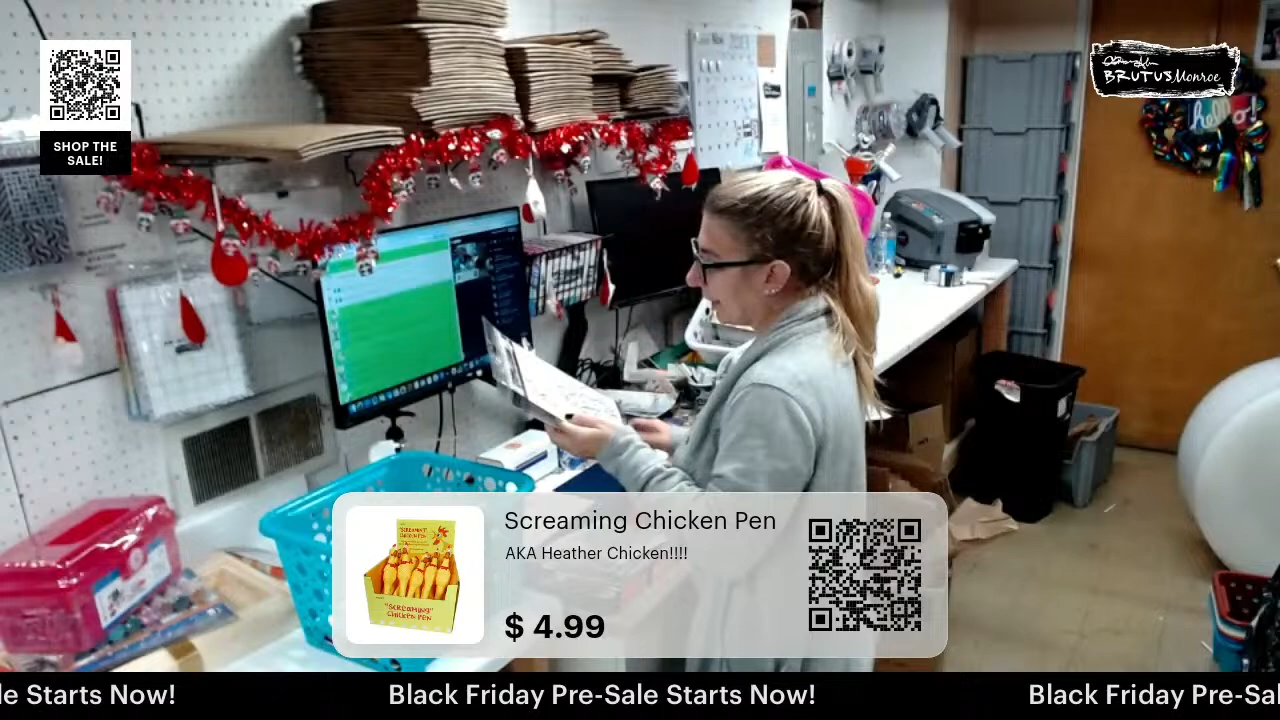 SHOP THE
SALE!
BRUTUS Monroe
hello!
Screaming Chicken Pen
AKA Heather Chicken!!!!
$ 4.99
"SCREAMING"
CHICKEN PEN
le Starts Now!
Black Friday Pre-Sale Starts Now!
Black Friday Pre-Sal